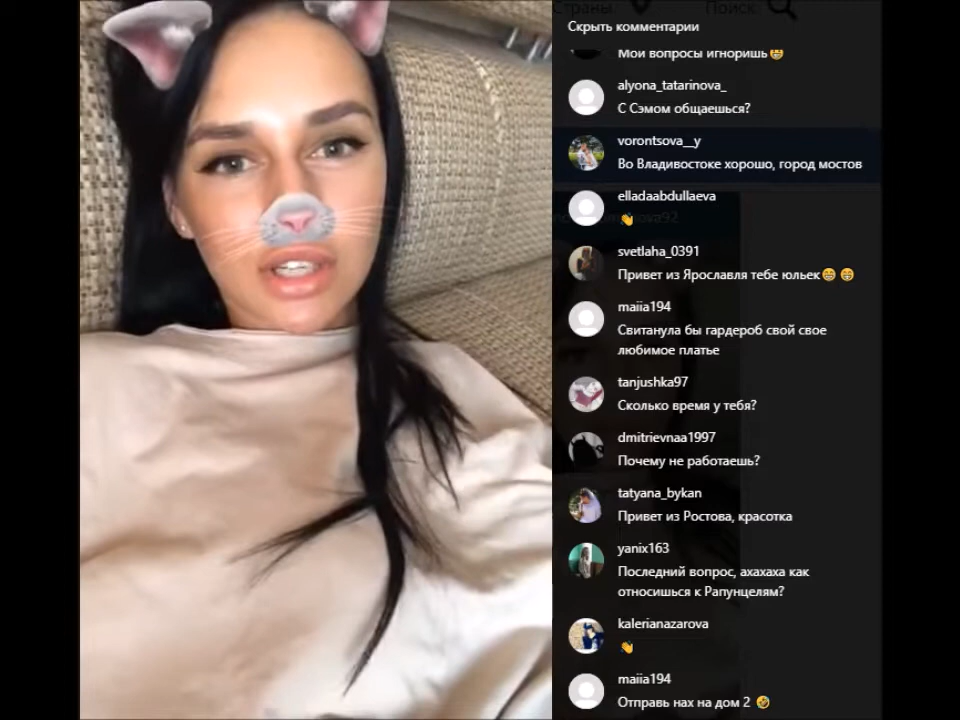 Страны
Поиск
Скрыть комментарии
Мои вопросы игноришь
alyona_tatarinova_
С Сэмом общаешься?
vorontsova__y
Во Владивостоке хорошо, город мостов
elladaabdullaeva
svetlaha_0391
Привет из Ярославля тебе юльек
maiia194
Свитанула бы гардероб свой свое
любимое платье
tanjushka97
Сколько время у тебя?
dmitrievnaa1997
Почему не работаешь?
tatyana_bykan
Привет из Ростова, красотка
yanix163
Последний вопрос, ахахаха как
относишься к Рапунцелям?
kalerianazarova
maiia194
Отправь нах на дом 2